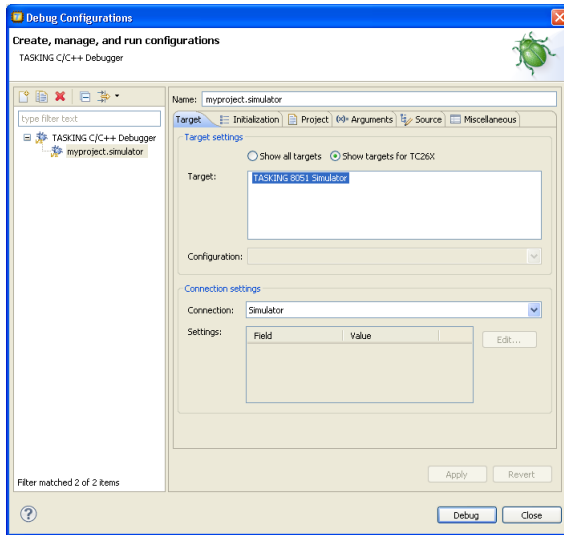 Debug Configurations
Create, manage, and run configurations
TASKING C/C++ Debugger
type filter text
TASKING C/C++ Debugger
myproject.simulator
Filter matched 2 of 2 items
Name: myproject.simulator
Target Initialization Project (x)= Arguments Source Miscellaneous
Target settings
Show all targets Show targets for TC26X
Target: TASKING 8051 Simulator
Configuration:
Connection settings
Connection: Simulator
Settings: Field Value Edit...
Apply Revert
? Debug Close